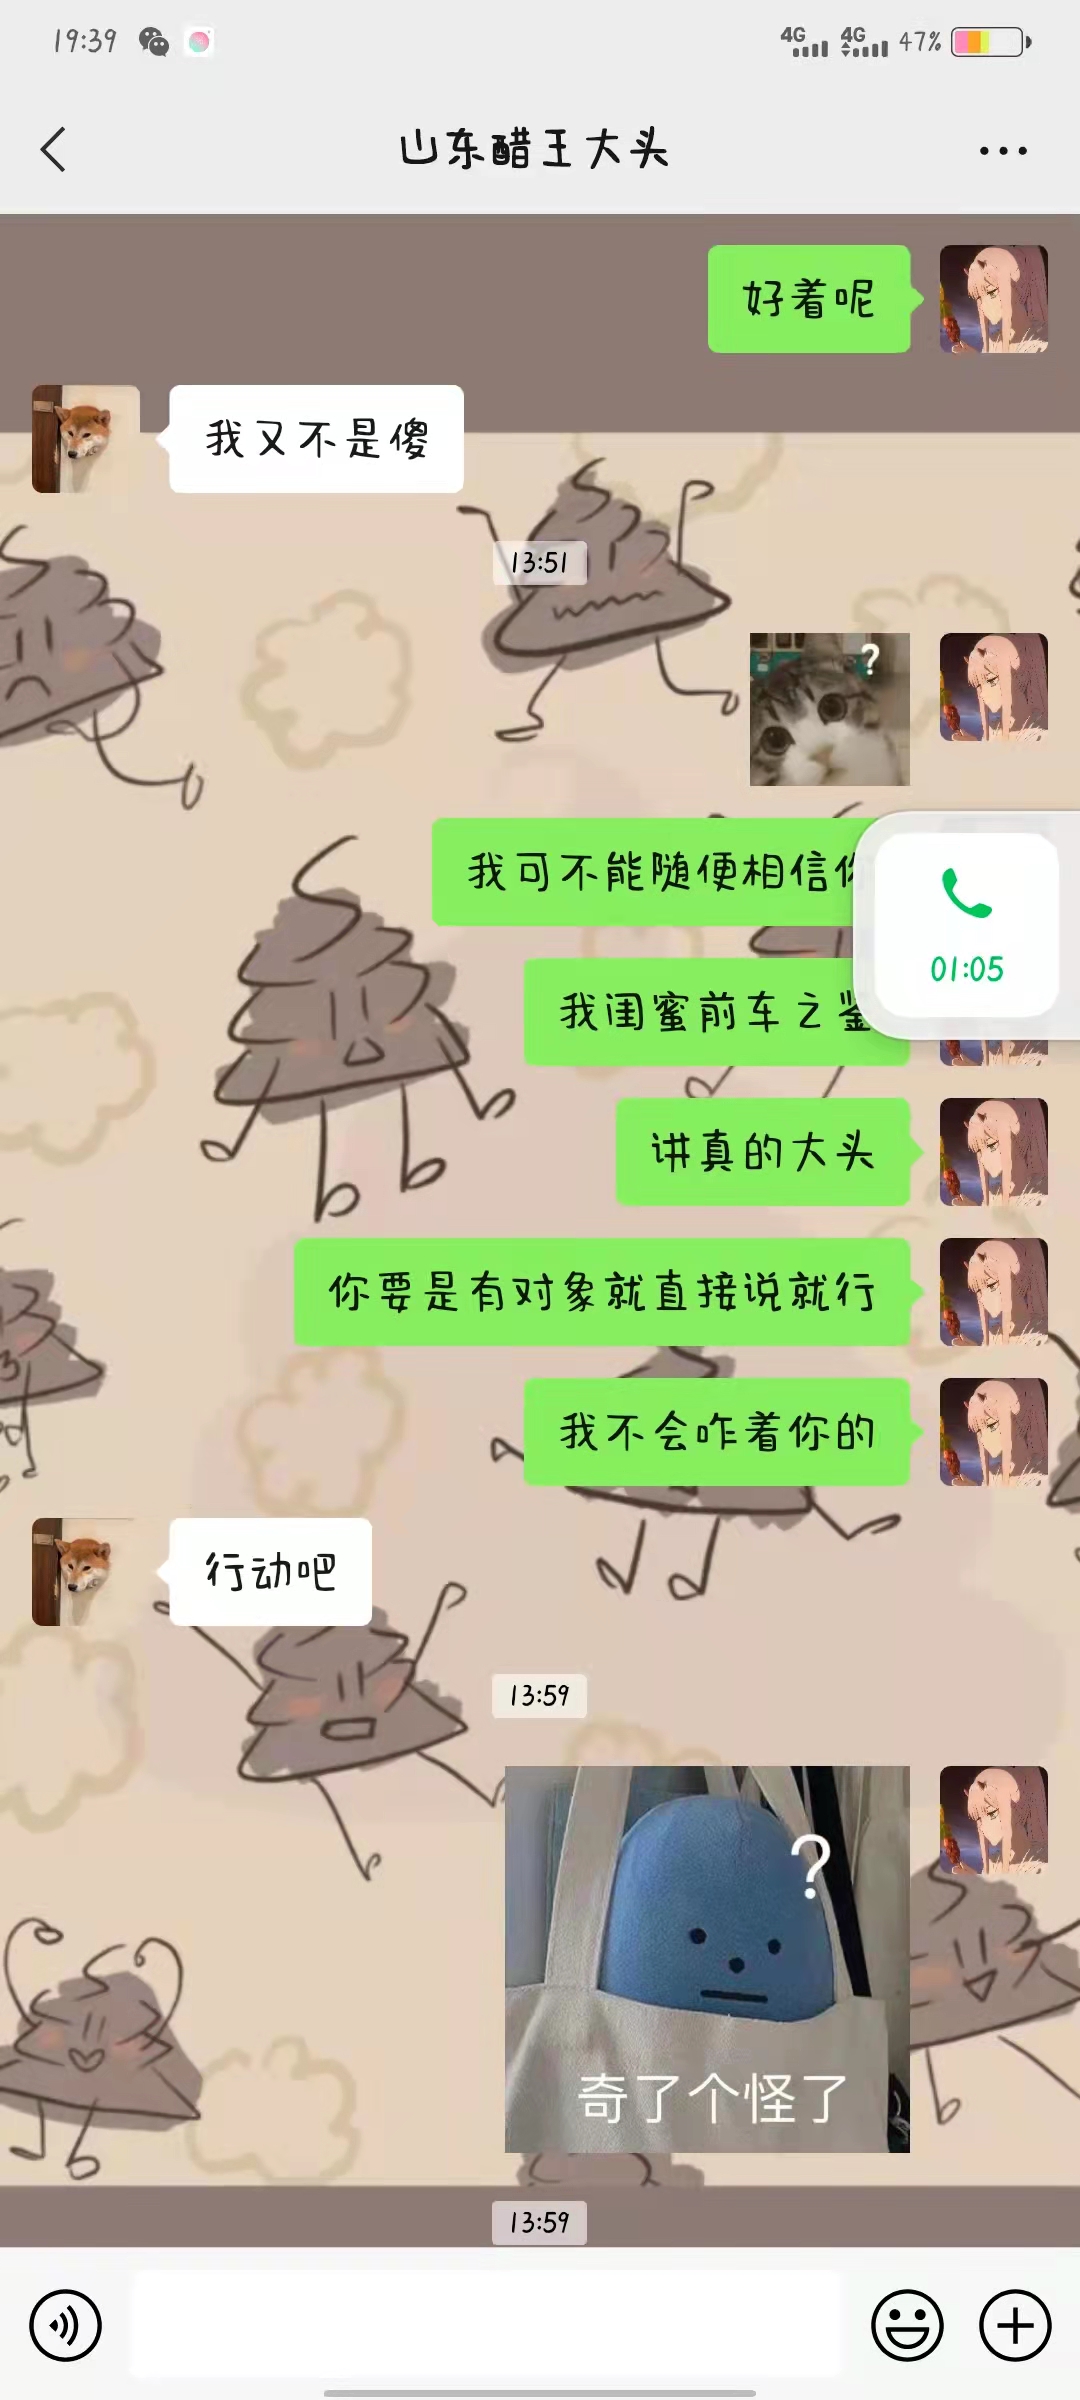 19:39
4G 4G 47%
山东醋王大头
好着呢
我又不是傻
13:51
?
我可不能随便相信
01:05
我闺蜜前车之鉴
讲真的大头
你要是有对象就直接说就行
我不会咋着你的
行动吧
13:59
?
奇了个怪了
13:59